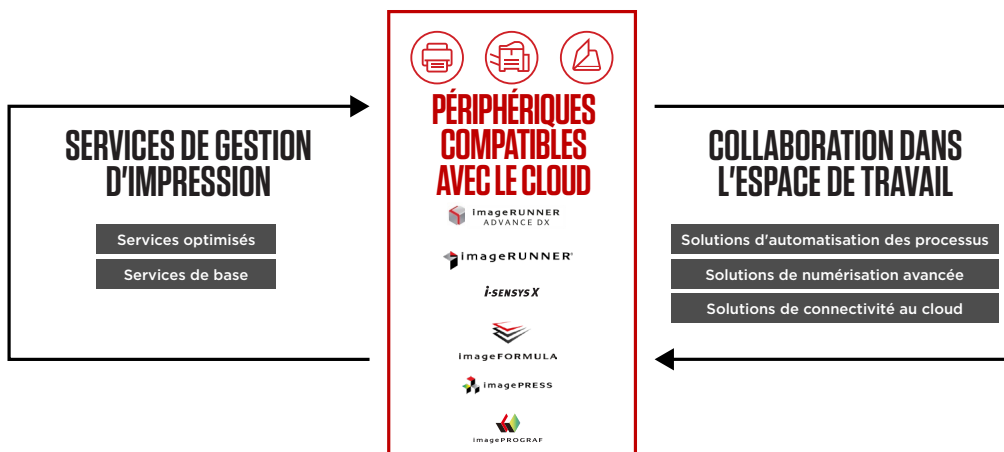 SERVICES DE GESTION
D'IMPRESSION
Services optimisés
Services de base
PÉRIPHÉRIQUES
COMPATIBLES
AVEC LE CLOUD
imageRUNNER
ADVANCE DX
imageRUNNER®
i-SENSYS X
imageFORMULA
imagePRESS
imagePROGRAF
COLLABORATION DANS
L'ESPACE DE TRAVAIL
Solutions d'automatisation des processus
Solutions de numérisation avancée
Solutions de connectivité au cloud